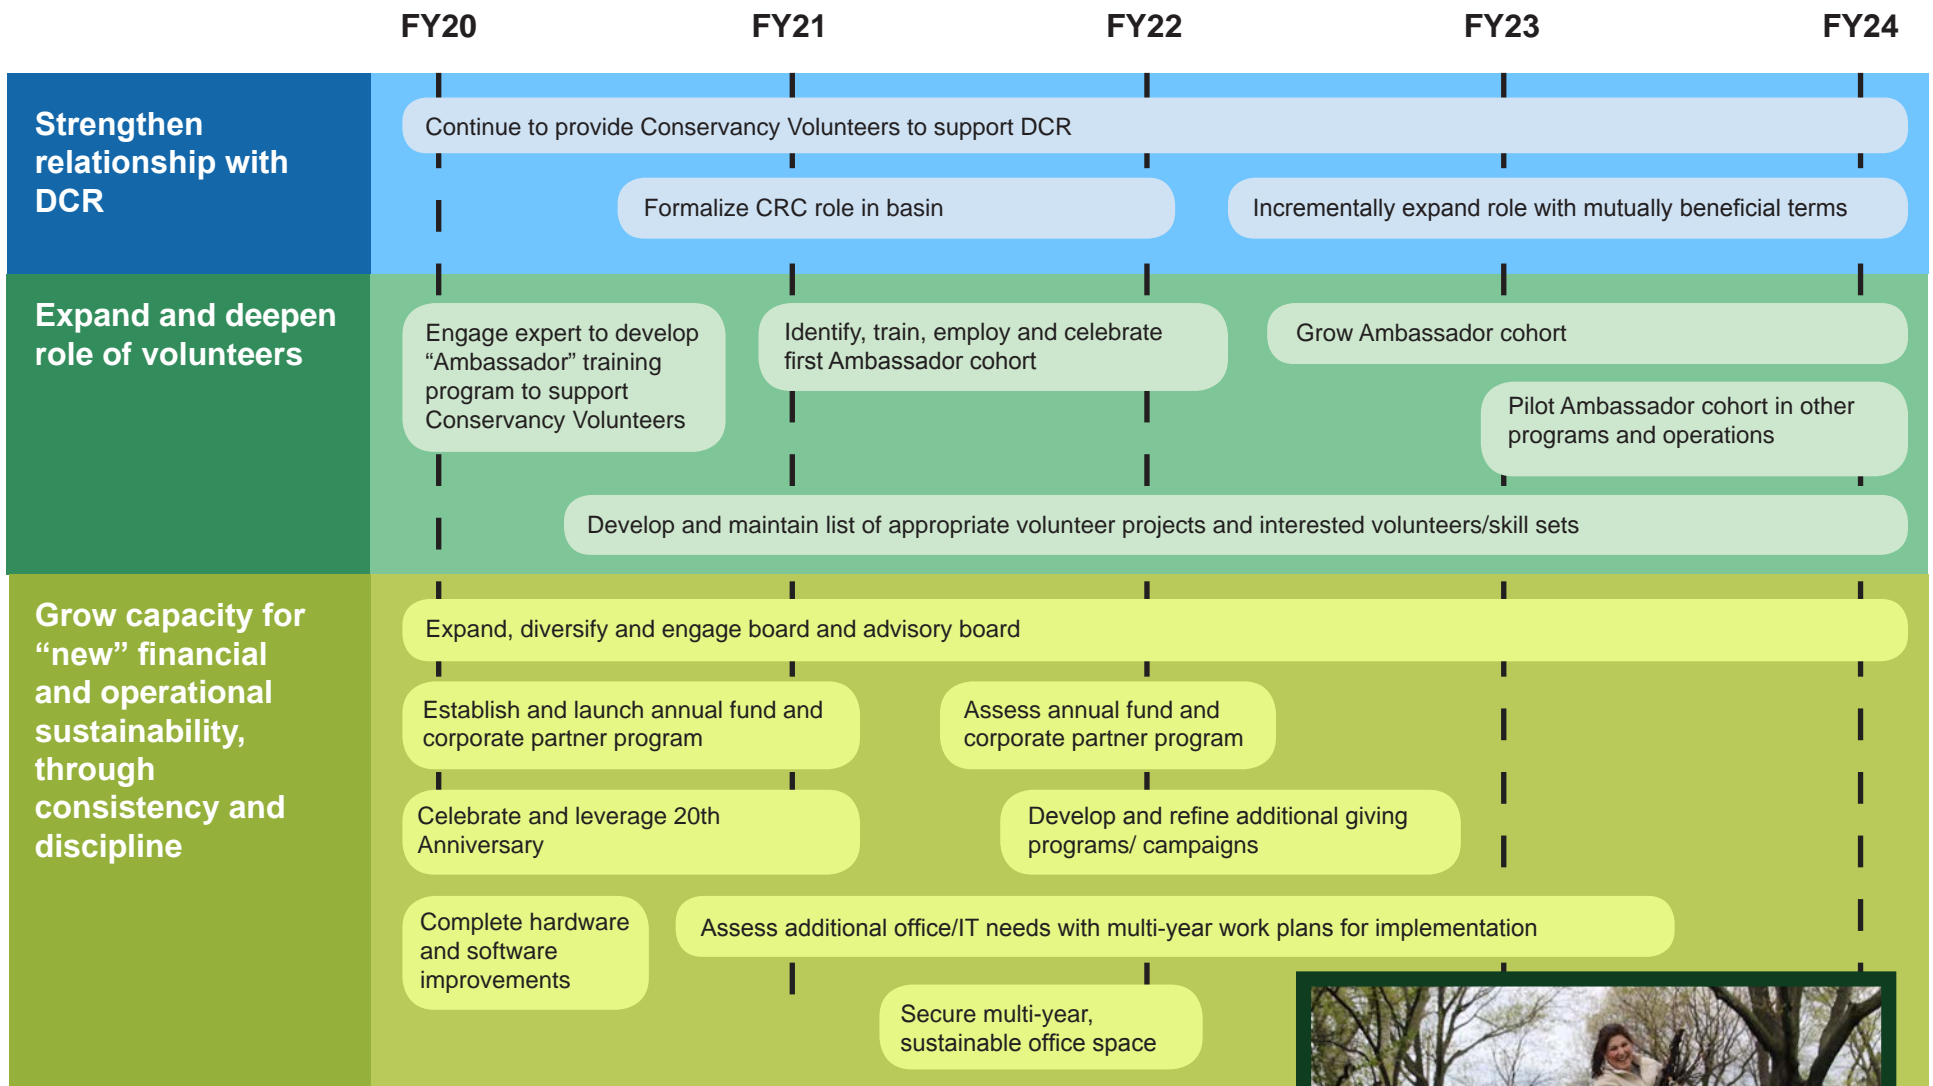 FY20 FY21 FY22 FY23 FY24
Strengthen
relationship with
DCR
Continue to provide Conservancy Volunteers to support DCR
Formalize CRC role in basin
Incrementally expand role with mutually beneficial terms
Expand and deepen
role of volunteers
Engage expert to develop
“Ambassador” training
program to support
Conservancy Volunteers
Identify, train, employ and celebrate
first Ambassador cohort
Grow Ambassador cohort
Pilot Ambassador cohort in other
programs and operations
Develop and maintain list of appropriate volunteer projects and interested volunteers/skill sets
Grow capacity for
“new” financial
and operational
sustainability,
through
consistency and
discipline
Expand, diversify and engage board and advisory board
Establish and launch annual fund and
corporate partner program
Assess annual fund and
corporate partner program
Celebrate and leverage 20th
Anniversary
Develop and refine additional giving
programs/ campaigns
Complete hardware
and software
improvements
Assess additional office/IT needs with multi-year work plans for implementation
Secure multi-year,
sustainable office space